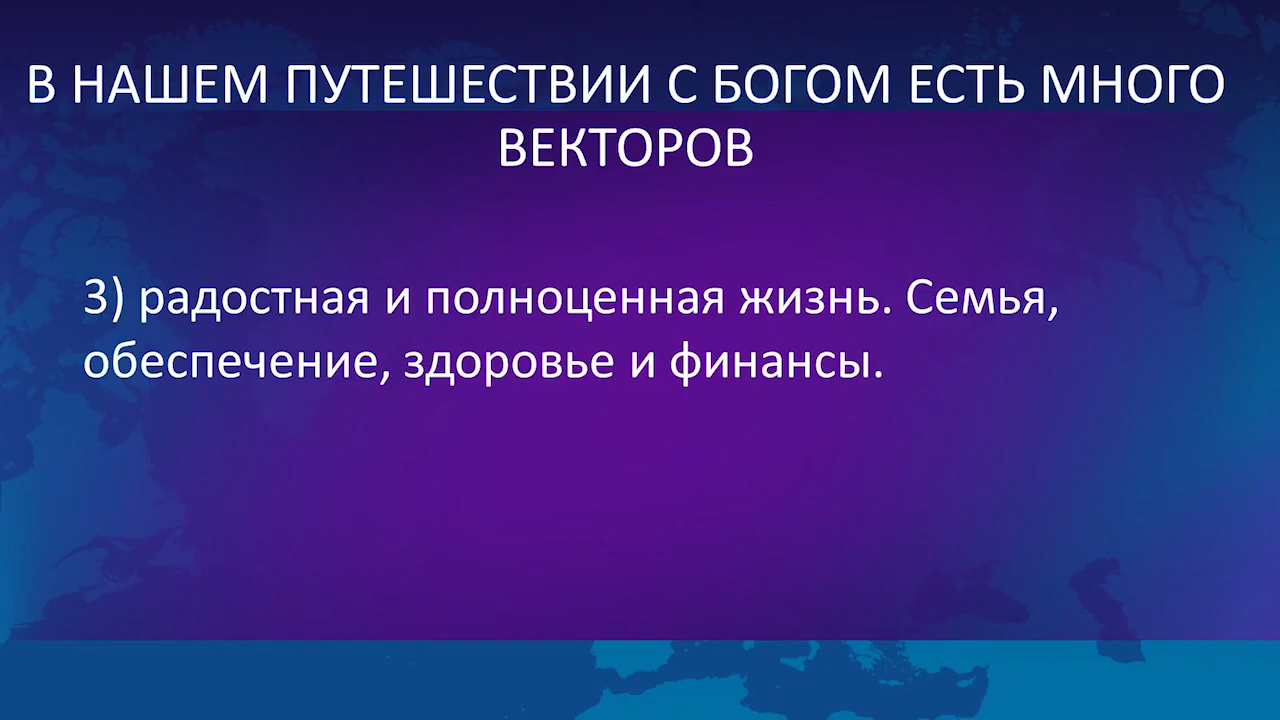 В НАШЕМ ПУТЕШЕСТВИИ С БОГОМ ЕСТЬ МНОГО
ВЕКТОРОВ
3) радостная и полноценная жизнь. Семья,
обеспечение, здоровье и финансы.